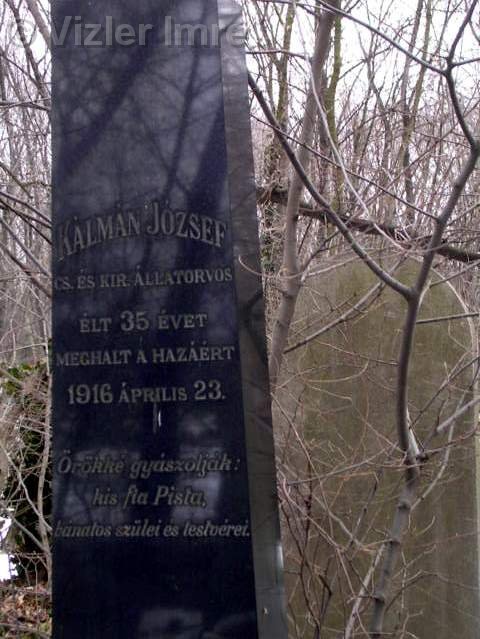 © Vizler Imre
KÁLMÁN JÓZSEF
CS. ÉS KIR. ÁLLATORVOS
ÉLT 35 ÉVET
MEGHALT A HAZÁÉRT
1916 ÁPRILIS 23.
Örökké gyászolják:
kis fia Pista,
bánatos szülei és testvérei.